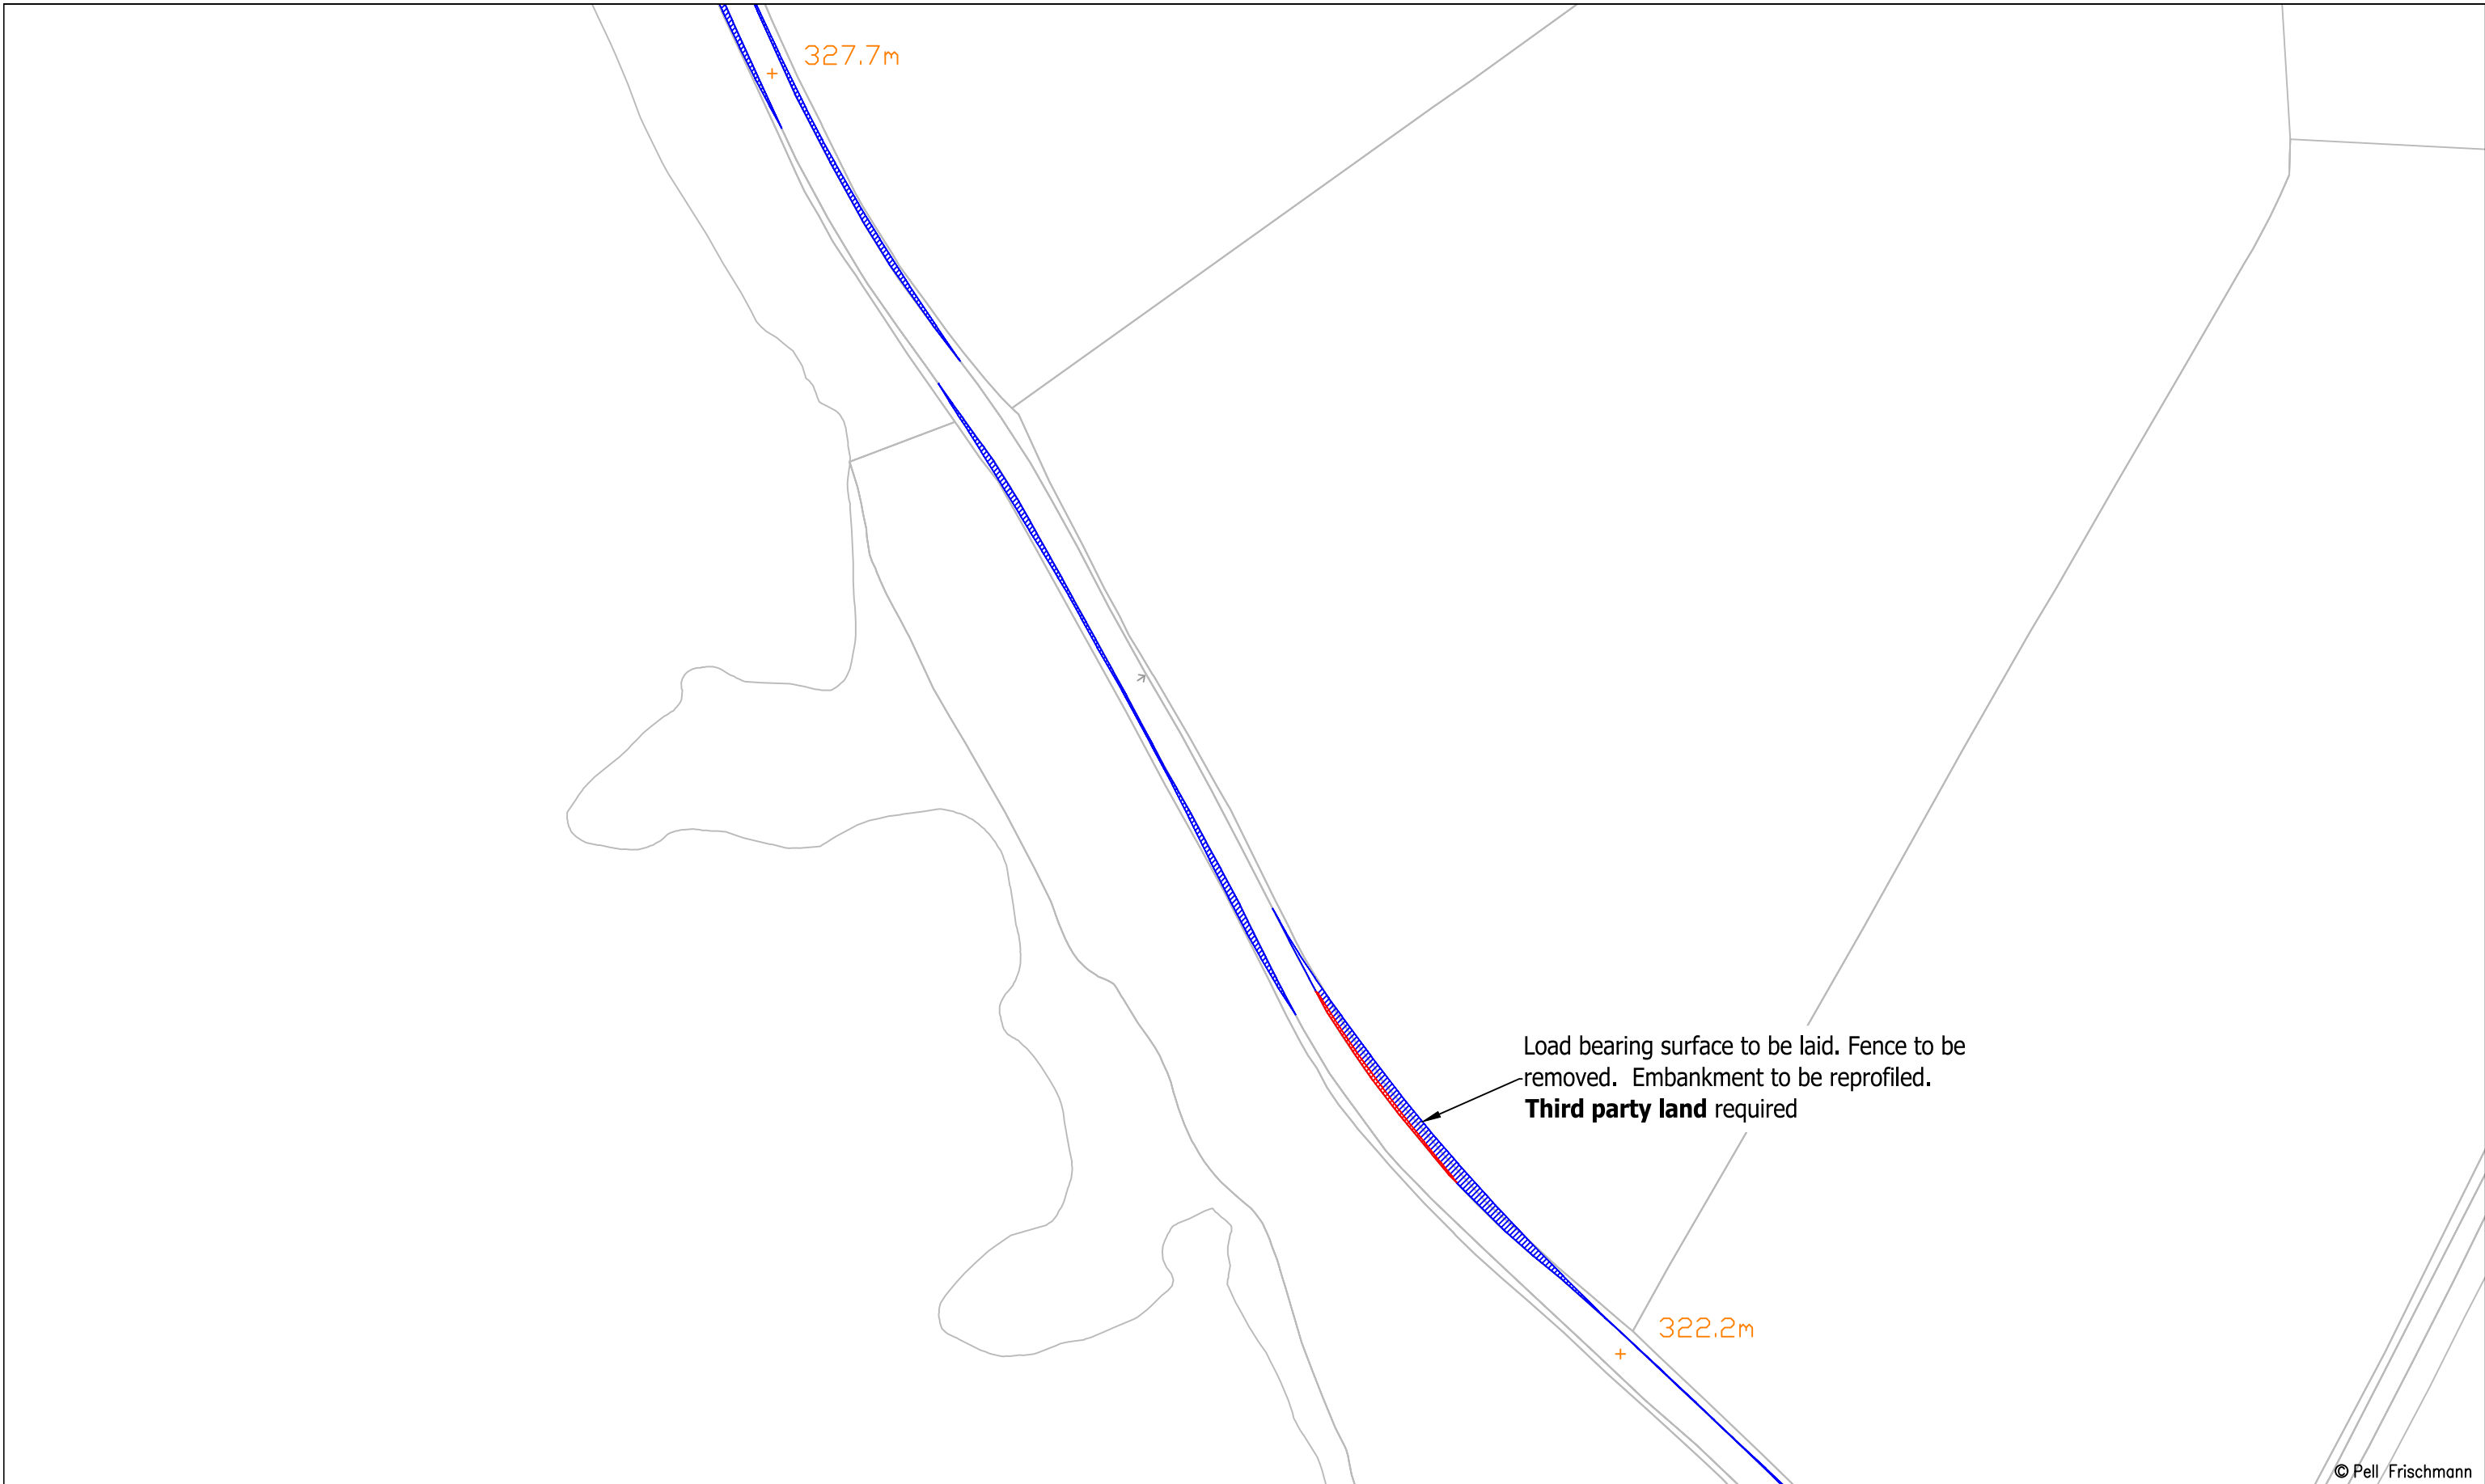 327.7m
Load bearing surface to be laid. Fence to be
removed.  Embankment to be reprofiled.
Third party land required
322.2m
© Pell Frischmann